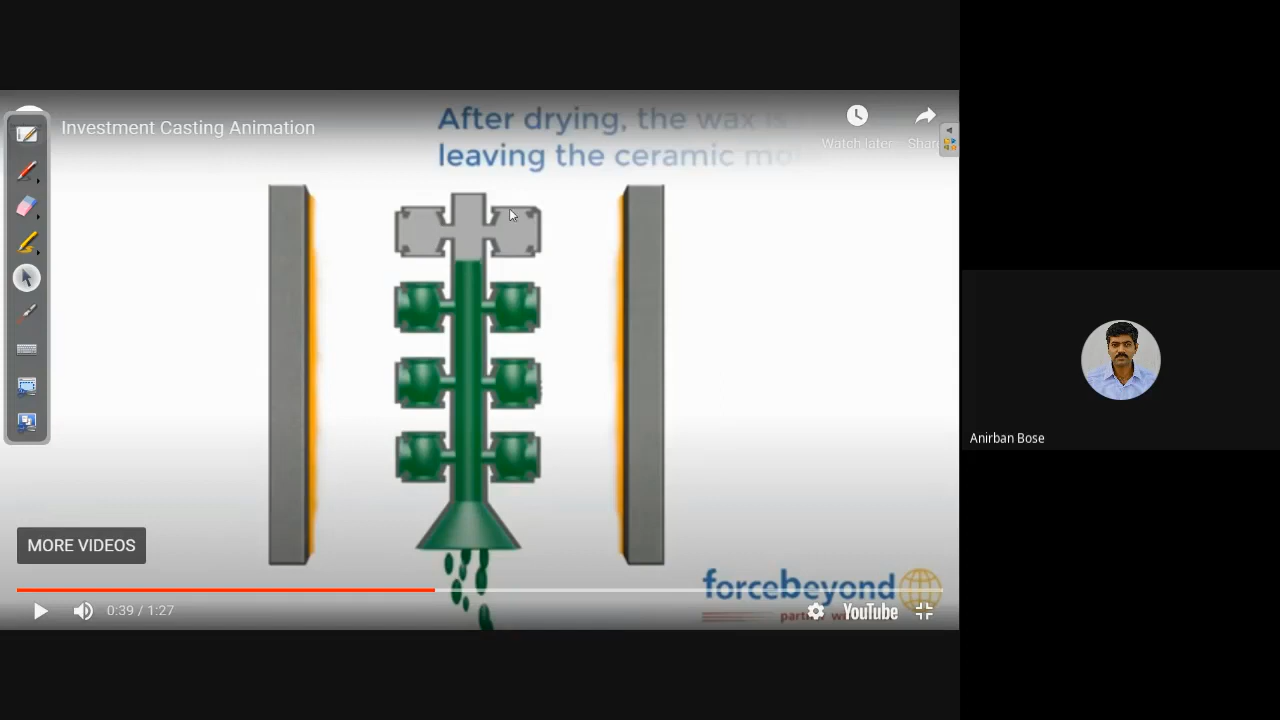 After drying, the wax is
Investment Casting Animation
leaving the ceramic
Watch later
Shar
Anirban Bose
MORE VIDEOS
forcebeyond
0:39 / 1:27
YouTube